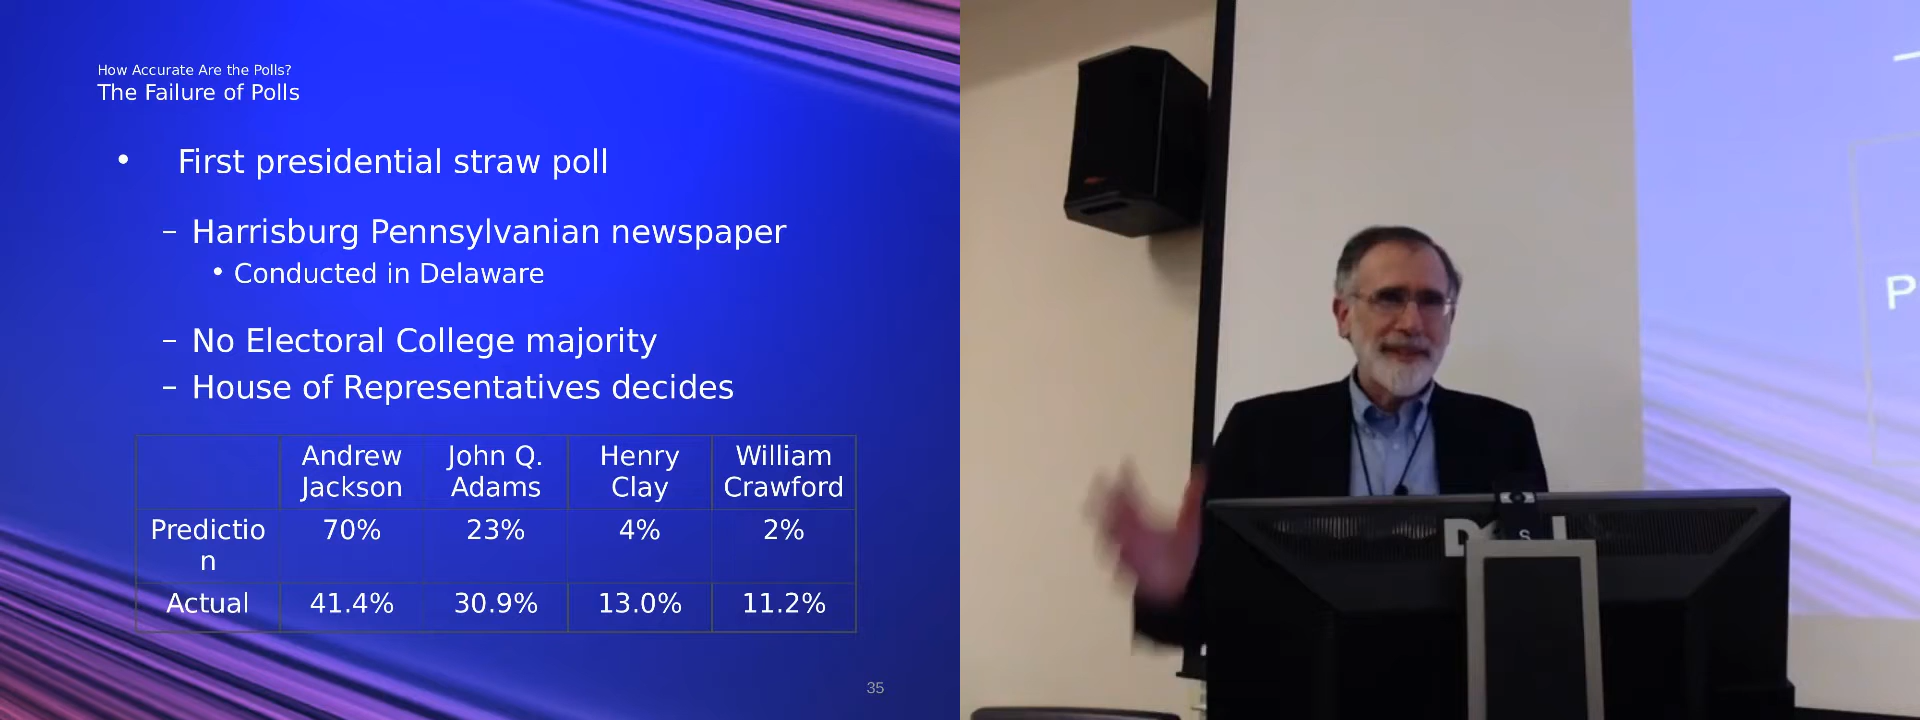 How Accurate Are the Polls?
The Failure of Polls
• First presidential straw poll
– Harrisburg Pennsylvanian newspaper
• Conducted in Delaware
– No Electoral College majority
– House of Representatives decides
Andrew Jackson John Q. Adams Henry Clay William Crawford
Prediction 70% 23% 4% 2%
Actual 41.4% 30.9% 13.0% 11.2%
35
P
S